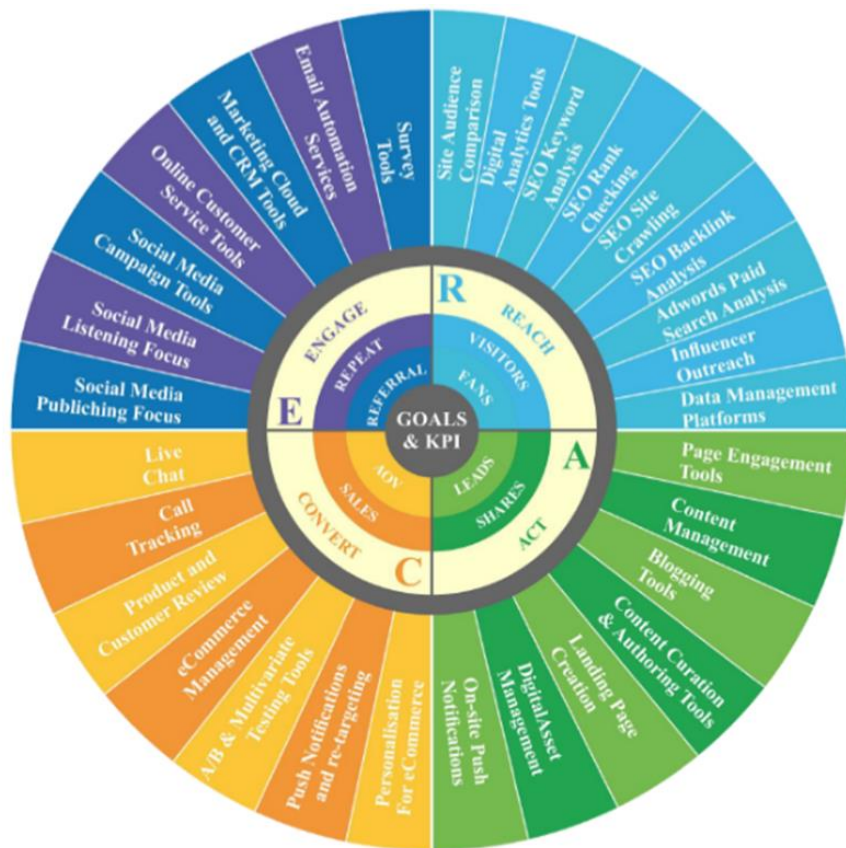 Site Audience
Comparison
Digital
Analytics Tools
SEO Keyword
Analysis
SEO Rank
Checking
SEO Site
Crawling
SEO Backlink
Analysis
Adwords Paid
Search Analysis
Influencer
Outreach
Data Management
Platforms
Page Engagement
Tools
Content
Management
Blogging
Tools
Content Curation
& Authoring Tools
Landing Page
Creation
DigitalAsset
Management
On-site Push
Notifications
Personalisation
For eCommerce
Push Notifications
and re-targeting
A/B & Multivariate
Testing Tools
eCommerce
Management
Product and
Customer Review
Call
Tracking
Live
Chat
Social Media
Publiching Focus
Social Media
Listening Focus
Social Media
Campaign Tools
Online Customer
Service Tools
Marketing Cloud
and CRM Tools
Email Automation
Services
Survey
Tools
R
REACH
VISITORS
FANS
A
ACT
SHARES
LEADS
C
CONVERT
SALES
AOV
E
ENGAGE
REPEAT
REFERRAL
GOALS
& KPI